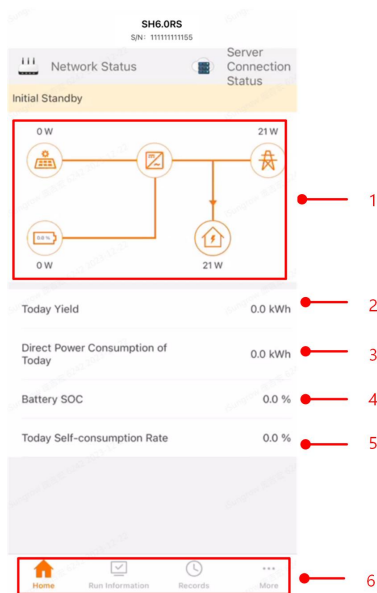 SH6.0RS
S/N: 111111111155
Network Status
Server
Connection
Status
Initial Standby
0 W
21 W
0.0%
0 W
21 W
1
Today Yield 0.0 kWh
2
Direct Power Consumption of
Today
0.0 kWh
3
Battery SOC 0.0 %
4
Today Self-consumption Rate 0.0 %
5
Home Run Information Records More
6